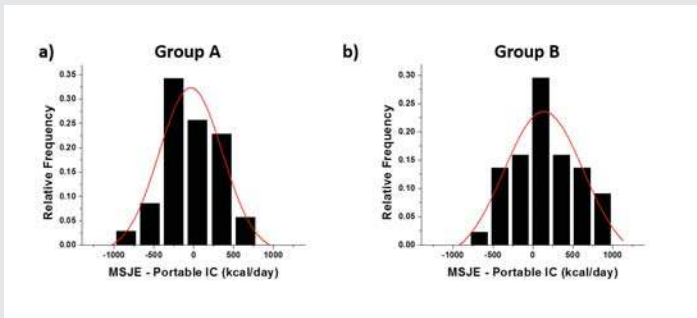 a)
Group A
Relative Frequency
0.35
0.30
0.25
0.20
0.15
0.10
0.05
0.00
-1000 -500 0 500 1000
MSJE - Portable IC (kcal/day)
b)
Group B
Relative Frequency
0.30
0.25
0.20
0.15
0.10
0.05
0.00
-1000 -500 0 500 1000
MSJE - Portable IC (kcal/day)